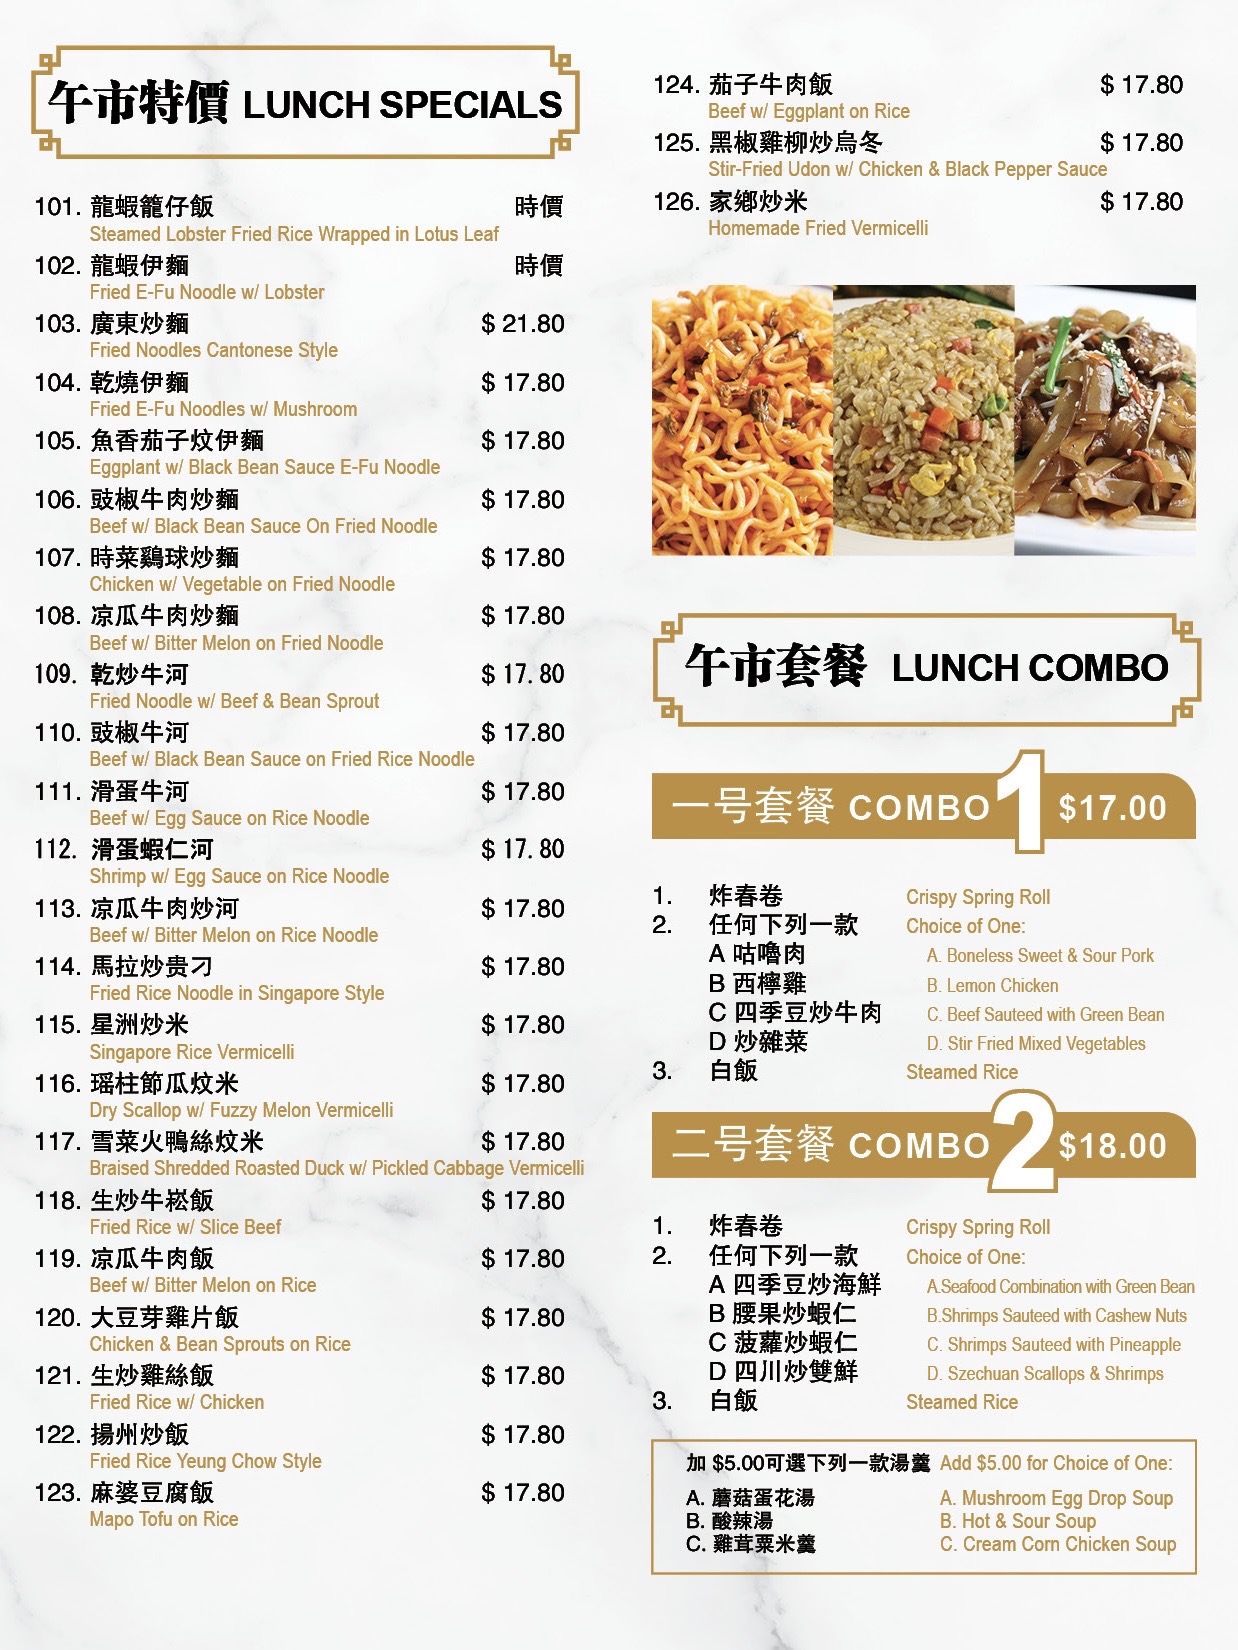 午市特價 LUNCH SPECIALS
101. 龍蝦籠仔飯 時價
Steamed Lobster Fried Rice Wrapped in Lotus Leaf
102. 龍蝦伊麵 時價
Fried E-Fu Noodle w/ Lobster
103. 廣東炒麵 $ 21.80
Fried Noodles Cantonese Style
104. 乾燒伊麵 $ 17.80
Fried E-Fu Noodles w/ Mushroom
105. 魚香茄子炆伊麵 $ 17.80
Eggplant w/ Black Bean Sauce E-Fu Noodle
106. 豉椒牛肉炒麵 $ 17.80
Beef w/ Black Bean Sauce On Fried Noodle
107. 時菜鷄球炒麵 $ 17.80
Chicken w/ Vegetable on Fried Noodle
108. 凉瓜牛肉炒麵 $ 17.80
Beef w/ Bitter Melon on Fried Noodle
109. 乾炒牛河 $ 17.80
Fried Noodle w/ Beef & Bean Sprout
110. 豉椒牛河 $ 17.80
Beef w/ Black Bean Sauce on Fried Rice Noodle
111. 滑蛋牛河 $ 17.80
Beef w/ Egg Sauce on Rice Noodle
112. 滑蛋蝦仁河 $ 17.80
Shrimp w/ Egg Sauce on Rice Noodle
113. 凉瓜牛肉炒河 $ 17.80
Beef w/ Bitter Melon on Rice Noodle
114. 馬拉炒贵刁 $ 17.80
Fried Rice Noodle in Singapore Style
115. 星洲炒米 $ 17.80
Singapore Rice Vermicelli
116. 瑶柱節瓜炆米 $ 17.80
Dry Scallop w/ Fuzzy Melon Vermicelli
117. 雪菜火鴨絲炆米 $ 17.80
Braised Shredded Roasted Duck w/ Pickled Cabbage Vermicelli
118. 生炒牛崧飯 $ 17.80
Fried Rice w/ Slice Beef
119. 凉瓜牛肉飯 $ 17.80
Beef w/ Bitter Melon on Rice
120. 大豆芽雞片飯 $ 17.80
Chicken & Bean Sprouts on Rice
121. 生炒雞絲飯 $ 17.80
Fried Rice w/ Chicken
122. 揚州炒飯 $ 17.80
Fried Rice Yeung Chow Style
123. 麻婆豆腐飯 $ 17.80
Mapo Tofu on Rice
124. 茄子牛肉飯 $ 17.80
Beef w/ Eggplant on Rice
125. 黑椒雞柳炒烏冬 $ 17.80
Stir-Fried Udon w/ Chicken & Black Pepper Sauce
126. 家鄉炒米 $ 17.80
Homemade Fried Vermicelli
午市套餐 LUNCH COMBO
一号套餐 COMBO 1 $17.00
1. 炸春卷 Crispy Spring Roll
2. 任何下列一款 Choice of One:
A 咕嚕肉 A. Boneless Sweet & Sour Pork
B 西檸雞 B. Lemon Chicken
C 四季豆炒牛肉 C. Beef Sauteed with Green Bean
D 炒雜菜 D. Stir Fried Mixed Vegetables
3. 白飯 Steamed Rice
二号套餐 COMBO 2 $18.00
1. 炸春卷 Crispy Spring Roll
2. 任何下列一款 Choice of One:
A 四季豆炒海鮮 A.Seafood Combination with Green Bean
B 腰果炒蝦仁 B.Shrimps Sauteed with Cashew Nuts
C 菠蘿炒蝦仁 C. Shrimps Sauteed with Pineapple
D 四川炒雙鮮 D. Szechuan Scallops & Shrimps
3. 白飯 Steamed Rice
加 $5.00可選下列一款湯羹 Add $5.00 for Choice of One:
A. 蘑菇蛋花湯 A. Mushroom Egg Drop Soup
B. 酸辣湯 B. Hot & Sour Soup
C. 雞茸粟米羹 C. Cream Corn Chicken Soup